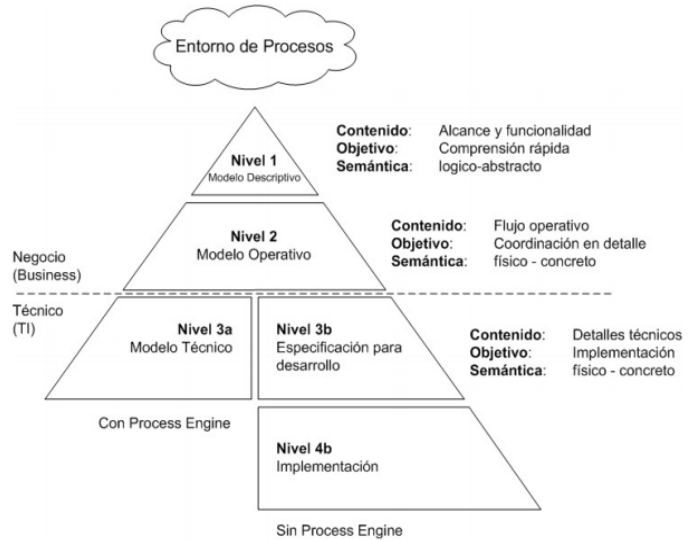 Entorno de Procesos
Nivel 1
Modelo Descriptivo
Contenido: Alcance y funcionalidad
Objetivo: Comprensión rápida
Semántica: logico-abstracto
Nivel 2
Modelo Operativo
Contenido: Flujo operativo
Objetivo: Coordinación en detalle
Semántica: físico - concreto
Negocio
(Business)
Técnico
(TI)
Nivel 3a
Modelo Técnico
Nivel 3b
Especificación para
desarrollo
Contenido: Detalles técnicos
Objetivo: Implementación
Semántica: físico - concreto
Con Process Engine
Nivel 4b
Implementación
Sin Process Engine